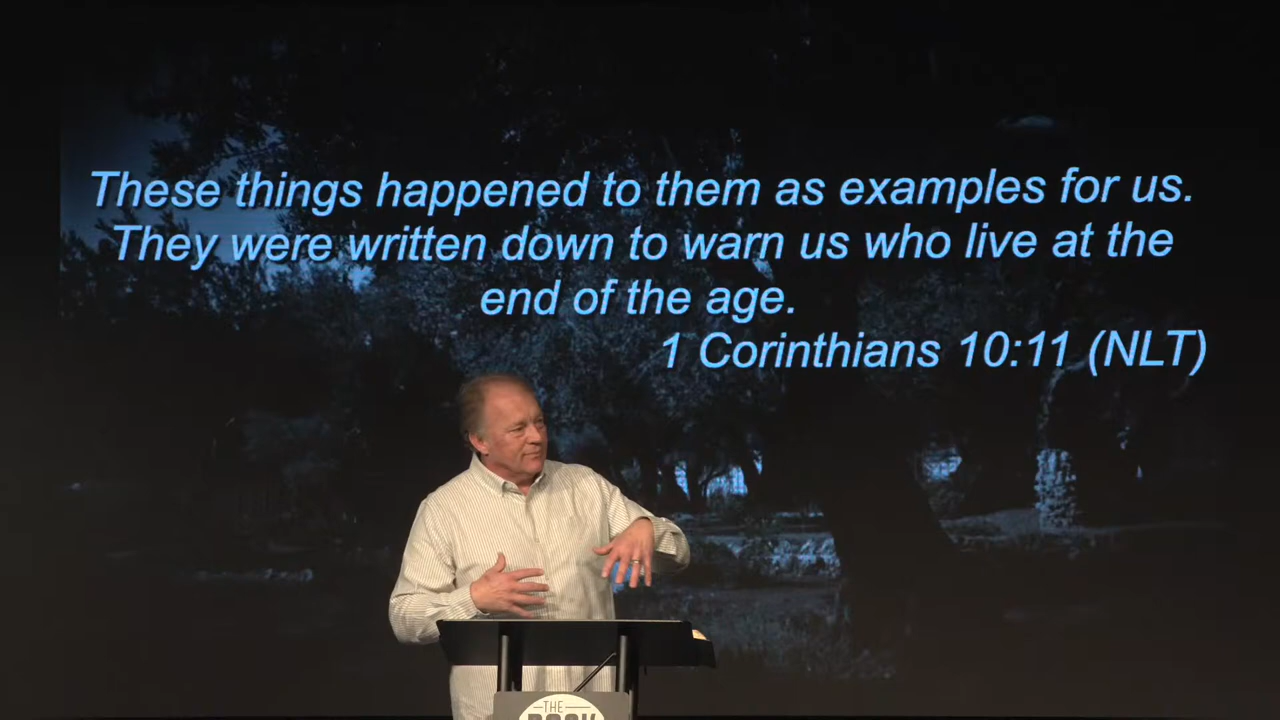 These things happened to them as examples for us.
They were written down to warn us who live at the
end of the age.
1 Corinthians 10:11 (NLT)
THE